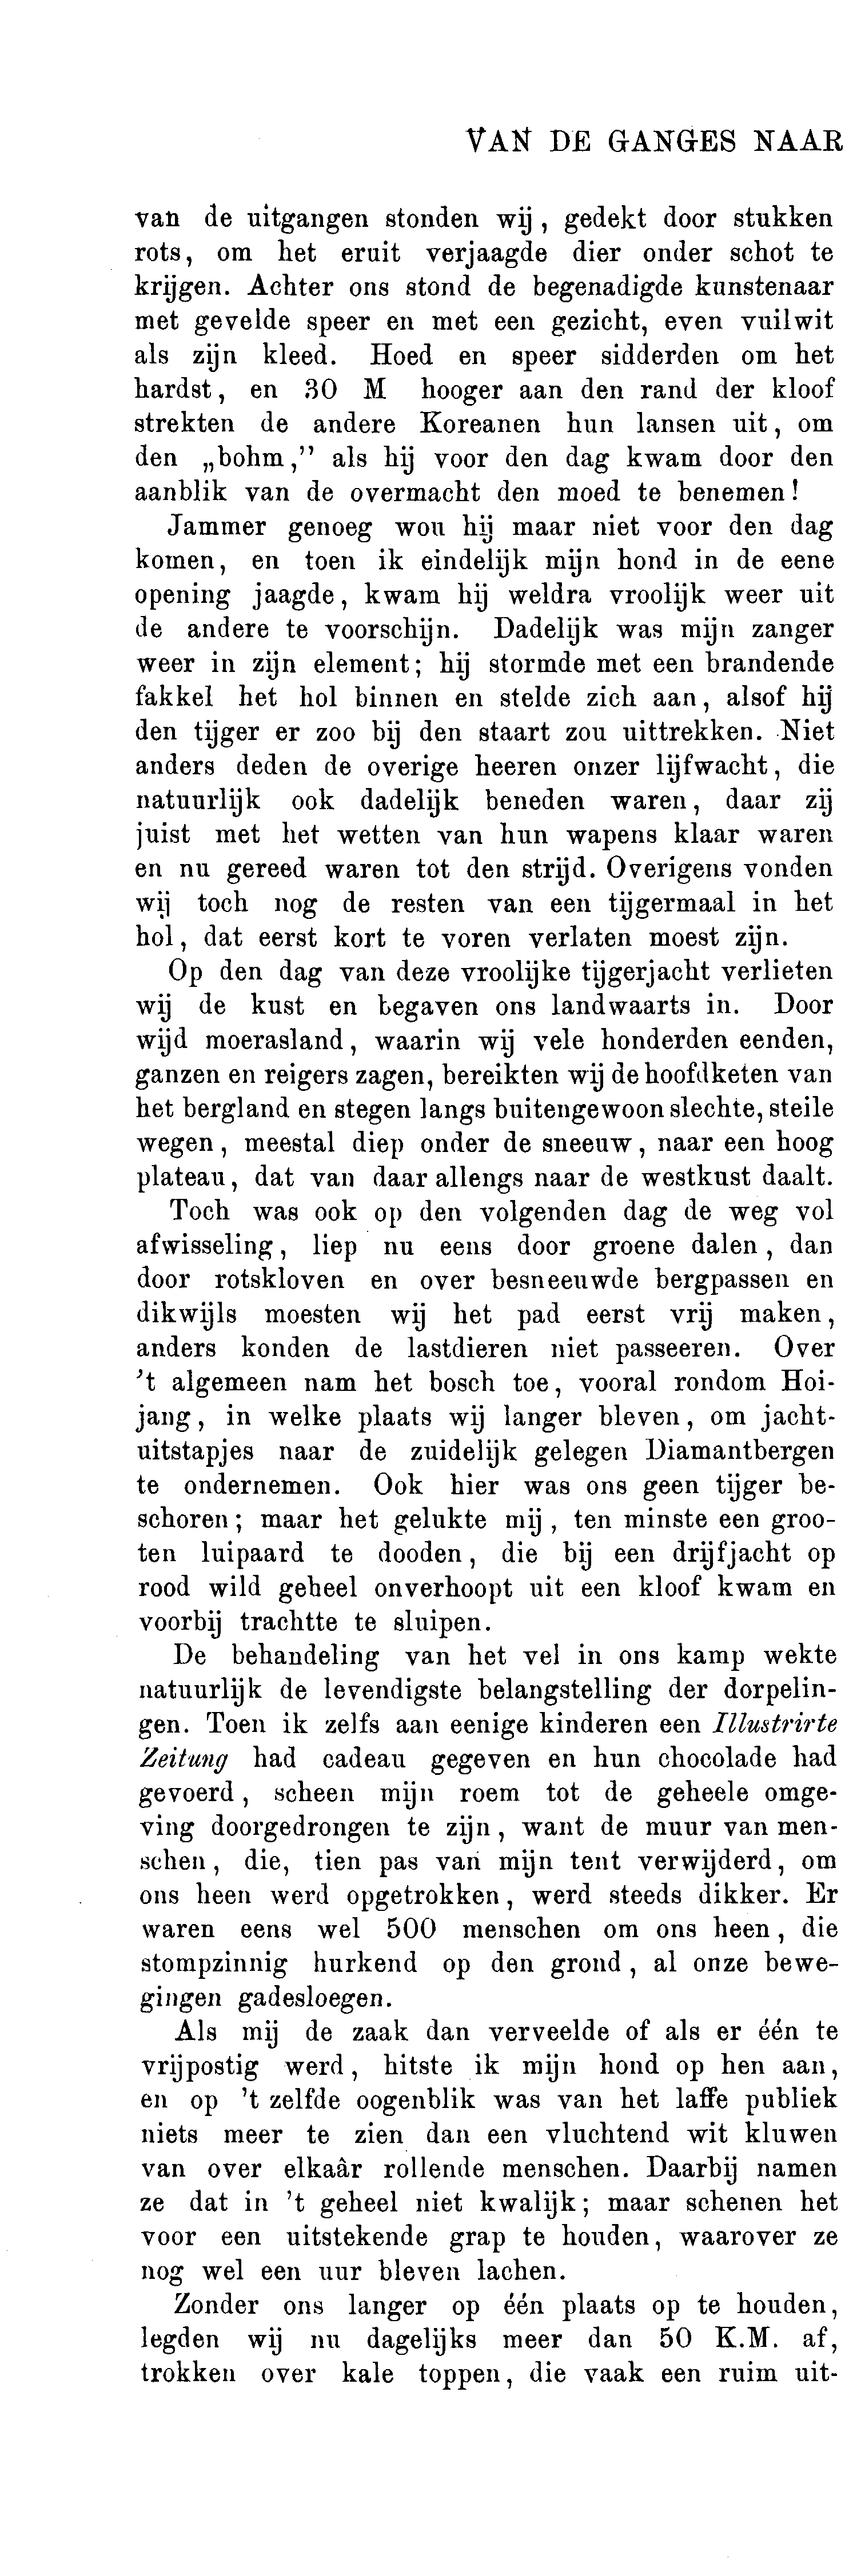 VAN DE GANGES NAAR
van de uitgangen stonden wij, gedekt door stukken
rots, om het eruit verjaagde dier onder schot te
krijgen. Achter ons stond de begenadigde kunstenaar
met gevelde speer en met een gezicht, even vuilwit
als zijn kleed. Hoed en speer sidderden om het
hardst, en 30 M hooger aan den rand der kloof
strekten de andere Koreanen hun lansen uit, om
den „bohm,” als hij voor den dag kwam door den
aanblik van de overmacht den moed te benemen!
Jammer genoeg wou hij maar niet voor den dag
komen, en toen ik eindelijk mijn hond in de eene
opening jaagde, kwam hij weldra vroolijk weer uit
de andere te voorschijn. Dadelijk was mijn zanger
weer in zijn element; hij stormde met een brandende
fakkel het hol binnen en stelde zich aan, alsof hij
den tijger er zoo bij den staart zou uittrekken. Niet
anders deden de overige heeren onzer lijfwacht, die
natuurlijk ook dadelijk beneden waren, daar zij
juist met het wetten van hun wapens klaar waren
en nu gereed waren tot den strijd. Overigens vonden
wij toch nog de resten van een tijgermaal in het
hol, dat eerst kort te voren verlaten moest zijn.
Op den dag van deze vroolijke tijgerjacht verlieten
wij de kust en begaven ons landwaarts in. Door
wijd moerasland, waarin wij vele honderden eenden,
ganzen en reigers zagen, bereikten wij de hoofdketen van
het bergland en stegen langs buitengewoon slechte, steile
wegen, meestal diep onder de sneeuw, naar een hoog
plateau, dat van daar allengs naar de westkust daalt.
Toch was ook op den volgenden dag de weg vol
afwisseling, liep nu eens door groene dalen, dan
door rotskloven en over besneeuwde bergpassen en
dikwijls moesten wij het pad eerst vrij maken,
anders konden de lastdieren niet passeeren. Over
't algemeen nam het bosch toe, vooral rondom Hoi-
jang, in welke plaats wij langer bleven, om jacht-
uitstapjes naar de zuidelijk gelegen Diamantbergen
te ondernemen. Ook hier was ons geen tijger be-
schoren; maar het gelukte mij, ten minste een groo-
ten luipaard te dooden, die bij een drijfjacht op
rood wild geheel onverhoopt uit een kloof kwam en
voorbij trachtte te sluipen.
De behandeling van het vel in ons kamp wekte
natuurlijk de levendigste belangstelling der dorpelin-
gen. Toen ik zelfs aan eenige kinderen een Illustrirte
Zeitung had cadeau gegeven en hun chocolade had
gevoerd, scheen mijn roem tot de geheele omge-
ving doorgedrongen te zijn, want de muur van men-
schen, die, tien pas van mijn tent verwijderd, om
ons heen werd opgetrokken, werd steeds dikker. Er
waren eens wel 500 menschen om ons heen, die
stompzinnig hurkend op den grond, al onze bewe-
gingen gadesloegen.
Als mij de zaak dan verveelde of als er één te
vrijpostig werd, hitste ik mijn hond op hen aan,
en op 't zelfde oogenblik was van het laffe publiek
niets meer te zien dan een vluchtend wit kluwen
van over elkaâr rollende menschen. Daarbij namen
ze dat in 't geheel niet kwalijk; maar schenen het
voor een uitstekende grap te houden, waarover ze
nog wel een uur bleven lachen.
Zonder ons langer op één plaats op te houden,
legden wij nu dagelijks meer dan 50 K.M. af,
trokken over kale toppen, die vaak een ruim uit-